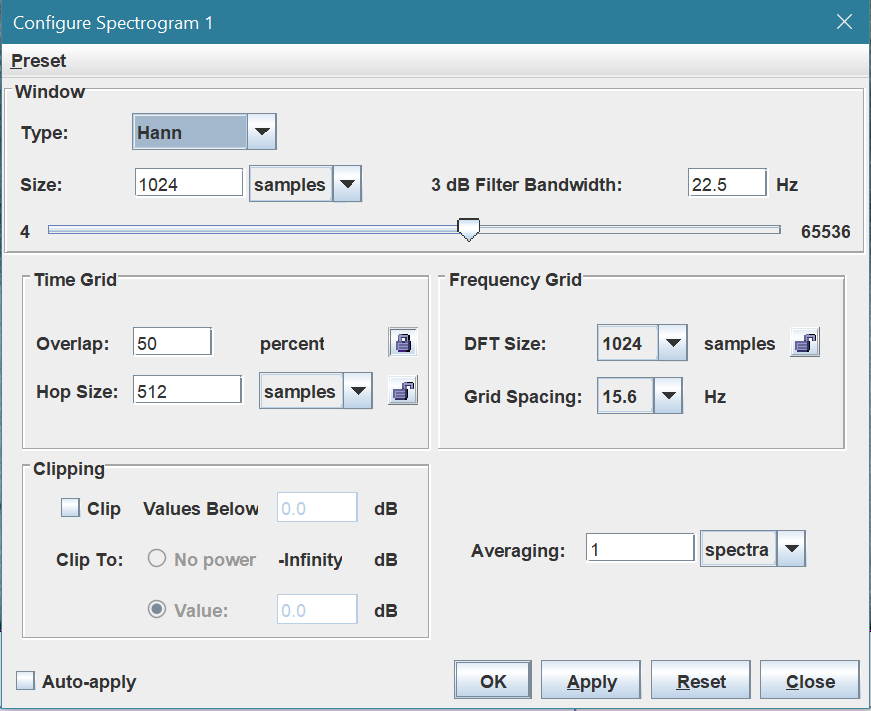 Configure Spectrogram 1
Preset
Window
Type: Hann
Size: 1024 samples 3 dB Filter Bandwidth: 22.5 Hz
4 65536
Time Grid
Overlap: 50 percent
Hop Size: 512 samples
Frequency Grid
DFT Size: 1024 samples
Grid Spacing: 15.6 Hz
Clipping
Clip Values Below 0.0 dB
Clip To: No power -Infinity dB
Value: 0.0 dB
Averaging: 1 spectra
Auto-apply OK Apply Reset Close